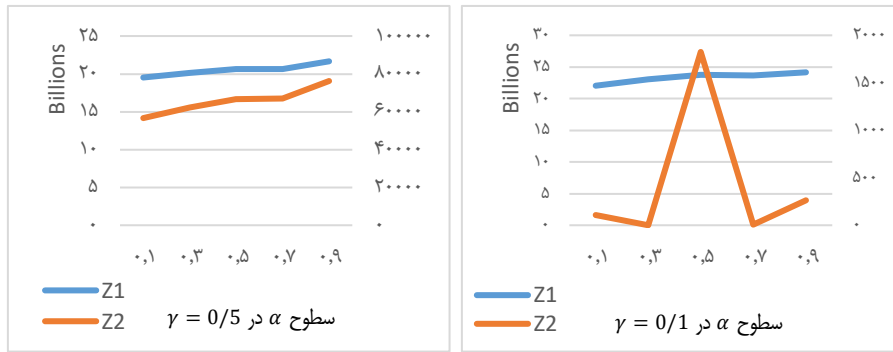 ۲۵
۲۰
۱۵
۱۰
۵
۰
Billions
۱۰۰۰۰۰
۸۰۰۰۰
۶۰۰۰۰
۴۰۰۰۰
۲۰۰۰۰
۰
۰,۱ ۰,۳ ۰,۵ ۰,۷ ۰,۹
Z1
Z2
سطوح α در γ = 0/5
۳۰
۲۵
۲۰
۱۵
۱۰
۵
۰
Billions
۲۰۰۰
۱۵۰۰
۱۰۰۰
۵۰۰
۰
۰,۱ ۰,۳ ۰,۵ ۰,۷ ۰,۹
Z1
Z2
سطوح α در γ = 0/1